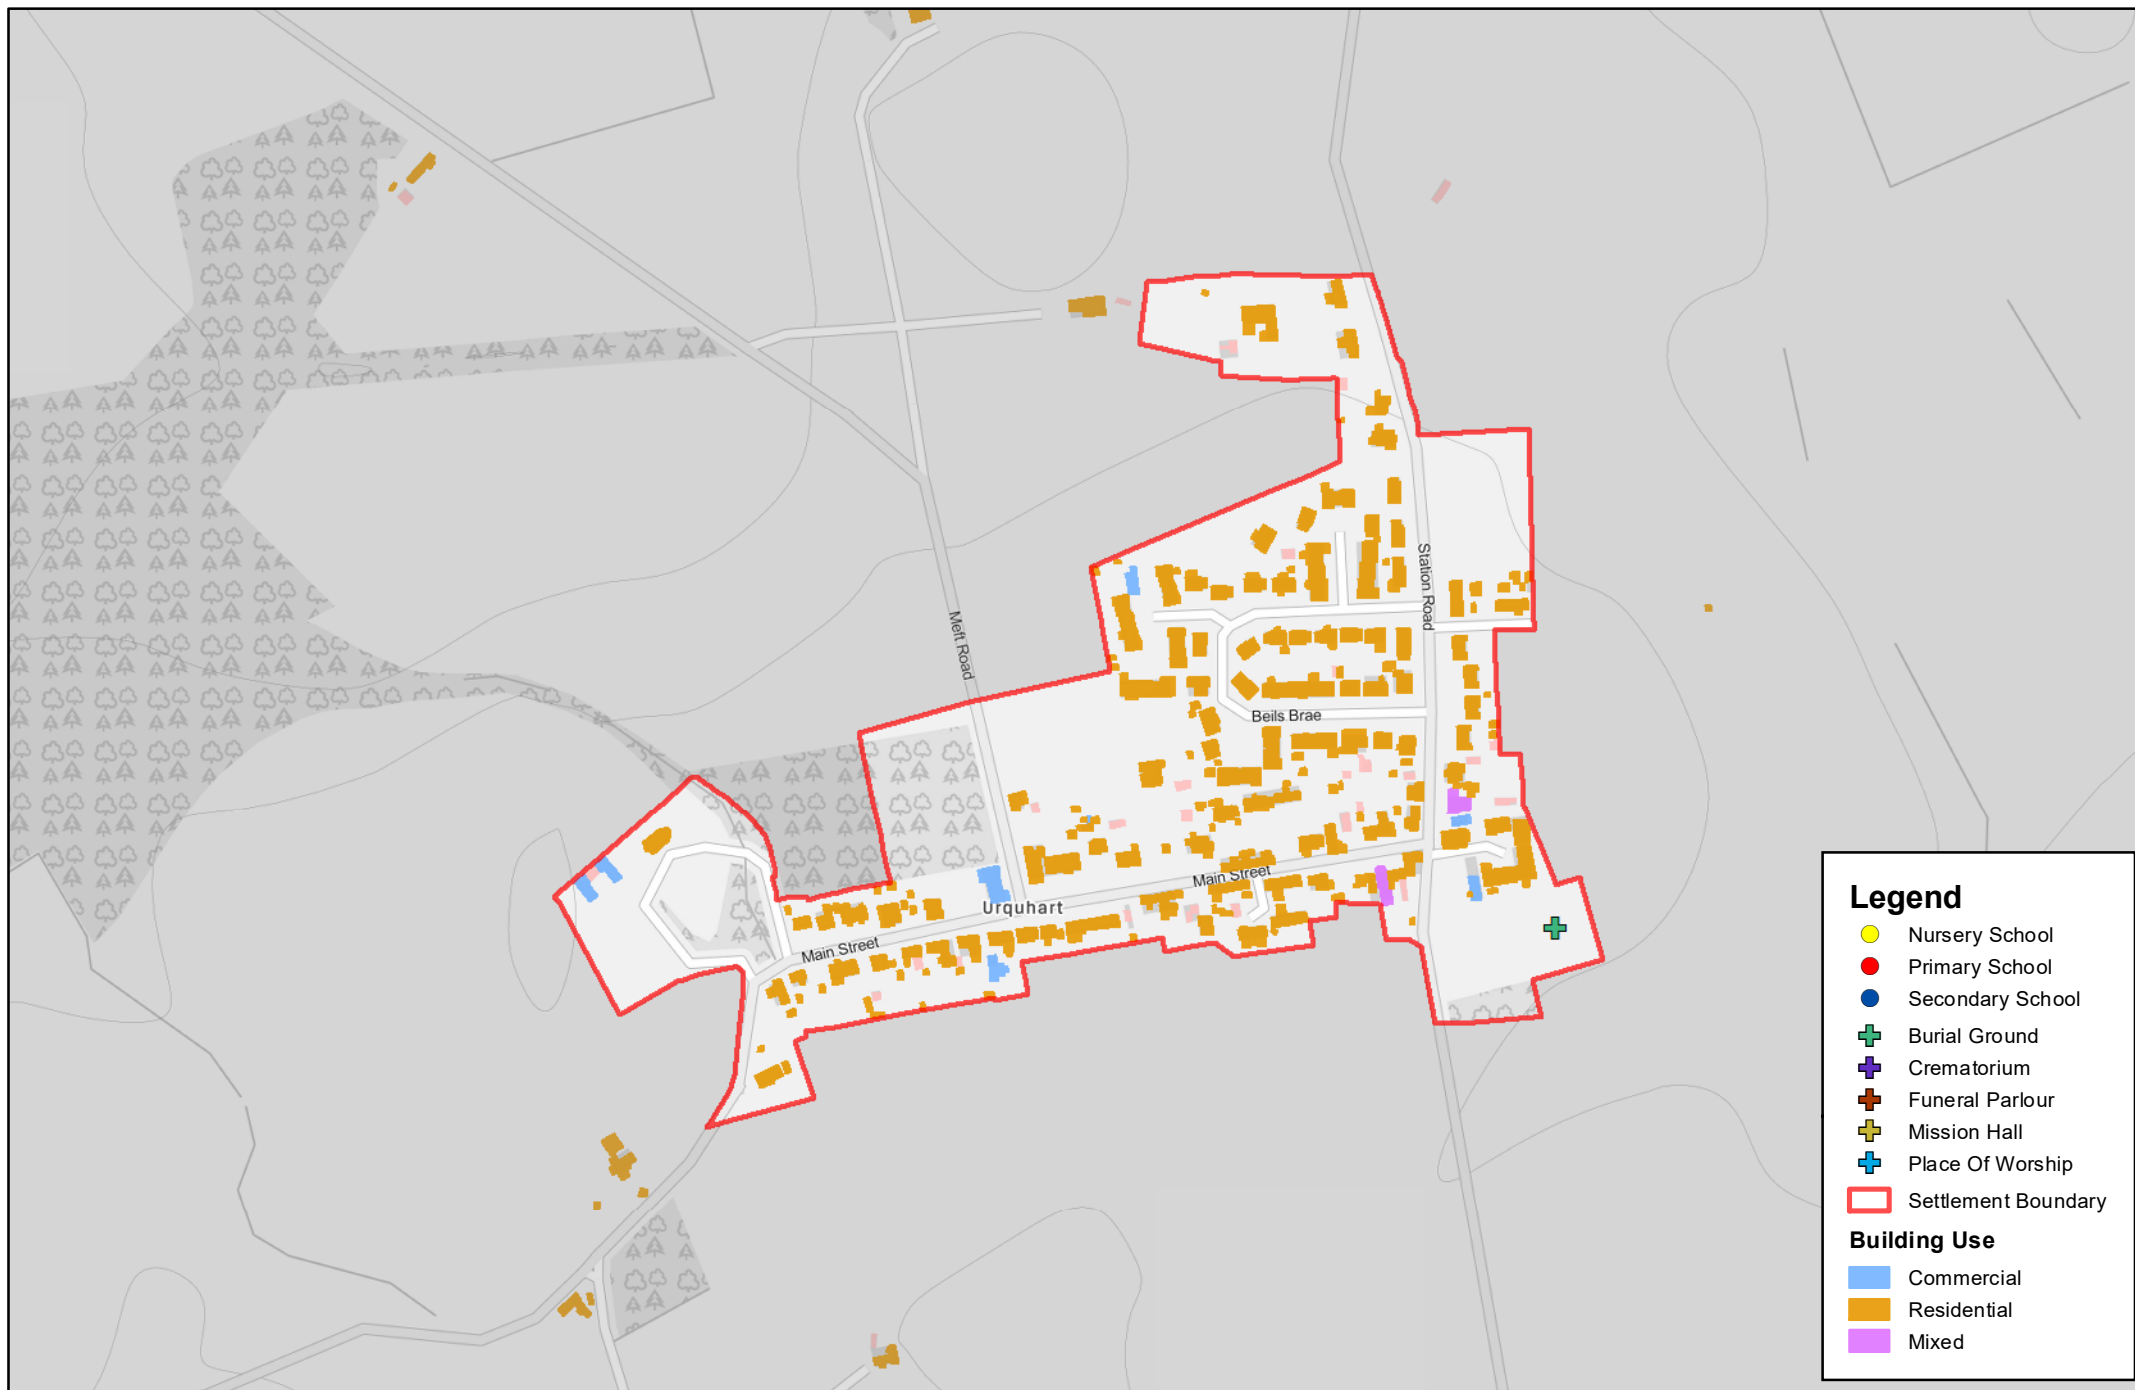 Station Road
Meft Road
Beils Brae
Main Street
Urquhart
Main Street
Legend
Nursery School
Primary School
Secondary School
Burial Ground
Crematorium
Funeral Parlour
Mission Hall
Place Of Worship
Settlement Boundary
Building Use
Commercial
Residential
Mixed